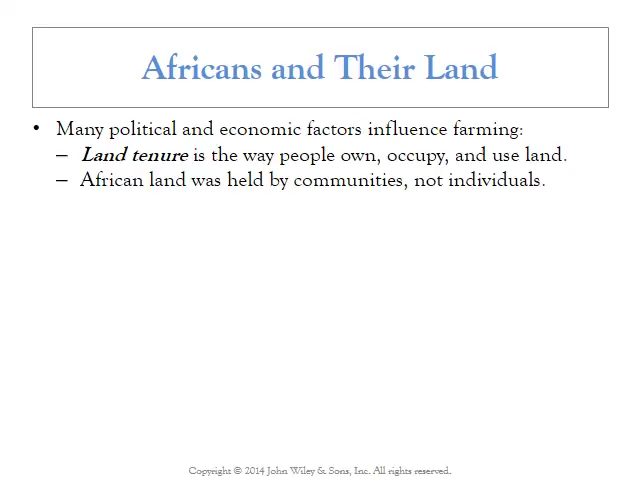 Africans and Their Land
• Many political and economic factors influence farming:
– Land tenure is the way people own, occupy, and use land.
– African land was held by communities, not individuals.
Copyright © 2014 John Wiley & Sons, Inc. All rights reserved.